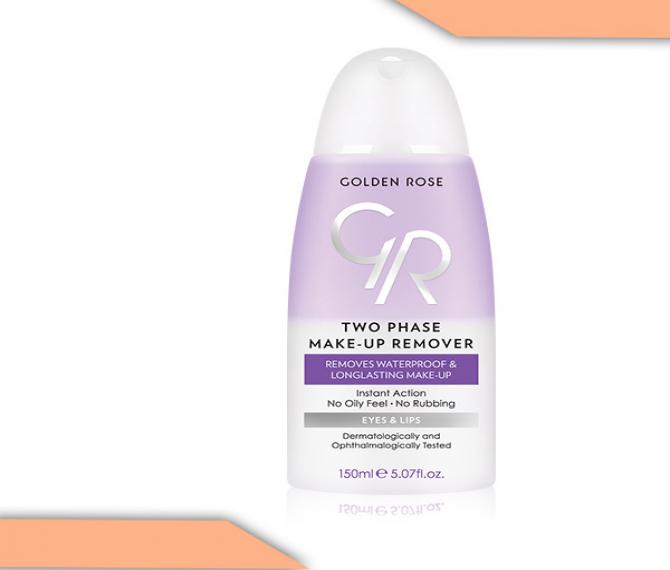 GOLDEN ROSE
GR
TWO PHASE
MAKE-UP REMOVER
REMOVES WATERPROOF &
LONGLASTING MAKE-UP
Instant Action
No Oily Feel • No Rubbing
EYES & LIPS
Dermatologically and
Ophthalmologically Tested
150ml ℮ 5.07fl.oz.